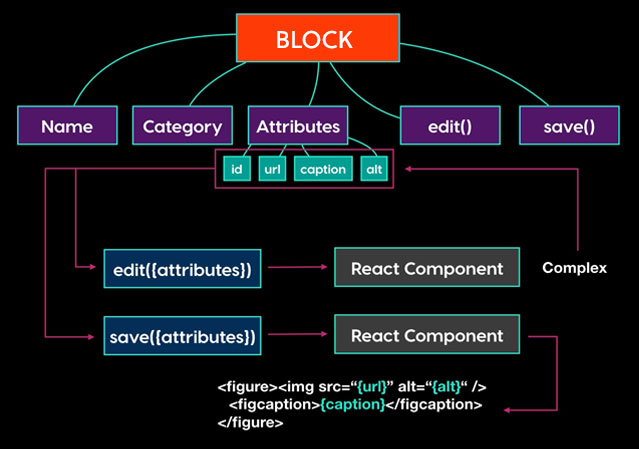 BLOCK
Name
Category
Attributes
edit()
save()
id
url
caption
alt
edit({attributes})
React Component
Complex
save({attributes})
React Component
<figure><img src=“{url}” alt=“{alt}“ />
<figcaption>{caption}</figcaption>
</figure>